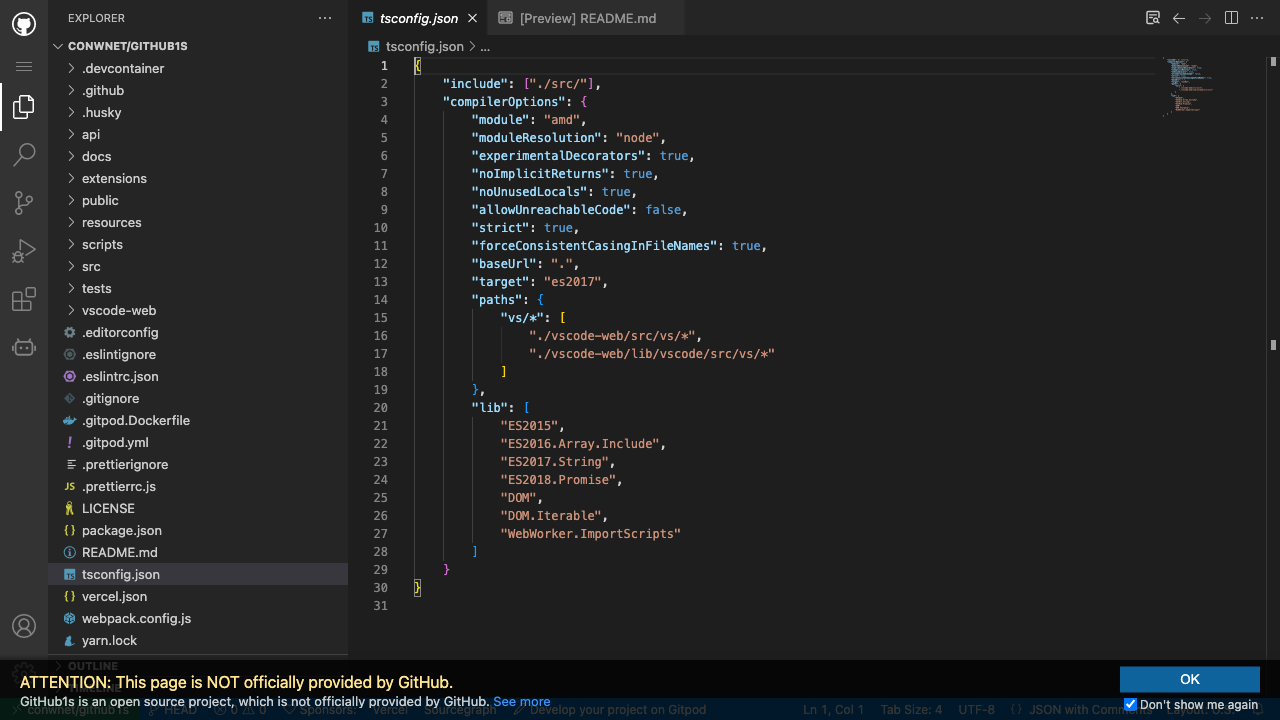 EXPLORER
CONWNET/GITHUB1S
.devcontainer
.github
.husky
api
docs
extensions
public
resources
scripts
src
tests
vscode-web
.editorconfig
.eslintignore
.eslintrc.json
.gitignore
.gitpod.Dockerfile
.gitpod.yml
.prettierignore
JS .prettierrc.js
LICENSE
{} package.json
README.md
TS tsconfig.json
{} vercel.json
webpack.config.js
yarn.lock
OUTLINE
TIMELINE
TS tsconfig.json
[Preview] README.md
TS tsconfig.json > ...
1 {
2 "include": ["./src/"],
3 "compilerOptions": {
4 "module": "amd",
5 "moduleResolution": "node",
6 "experimentalDecorators": true,
7 "noImplicitReturns": true,
8 "noUnusedLocals": true,
9 "allowUnreachableCode": false,
10 "strict": true,
11 "forceConsistentCasingInFileNames": true,
12 "baseUrl": ".",
13 "target": "es2017",
14 "paths": {
15 "vs/*": [
16 "./vscode-web/src/vs/*",
17 "./vscode-web/lib/vscode/src/vs/*"
18 ]
19 },
20 "lib": [
21 "ES2015",
22 "ES2016.Array.Include",
23 "ES2017.String",
24 "ES2018.Promise",
25 "DOM",
26 "DOM.Iterable",
27 "WebWorker.ImportScripts"
28 ]
29 }
30 }
31
ATTENTION: This page is NOT officially provided by GitHub.
GitHub1s is an open source project, which is not officially provided by GitHub. See more
OK
Don't show me again
conwnet/github1s HEAD 0 0 Sponsors: Vercel Sourcegraph Develop your project on Gitpod Ln 1, Col 1 Tab Size: 4 UTF-8 {} JSON with Comments Layout: